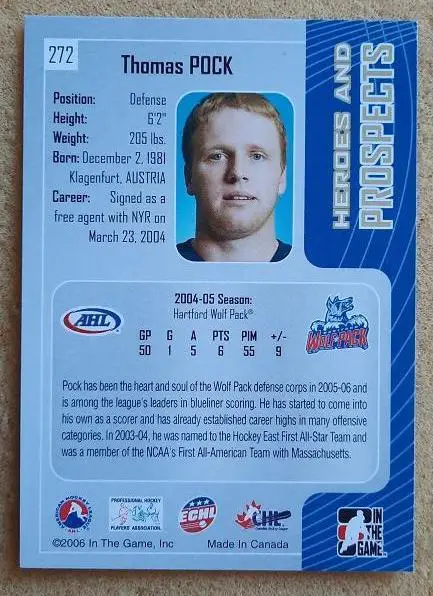 272
Thomas POCK
HEROES AND
PROSPECTS
Position: Defense
Height: 6'2"
Weight: 205 lbs.
Born: December 2, 1981
Klagenfurt, AUSTRIA
Career: Signed as a
free agent with NYR on
March 23, 2004
AHL
2004-05 Season:
Hartford Wolf Pack®
WOLF-PACK
GP G A PTS PIM +/-
50 1 5 6 55 9
Pock has been the heart and soul of the Wolf Pack defense corps in 2005-06 and
is among the league's leaders in blueliner scoring. He has started to come into
his own as a scorer and has already established career highs in many offensive
categories. In 2003-04, he was named to the Hockey East First All-Star Team and
was a member of the NCAA's First All-American Team with Massachusetts.
AMERICAN HOCKEY LEAGUE
PROFESSIONAL HOCKEY
PLAYERS ASSOCIATION
ECHL
CHL
IN
THE
GAME
©2006 In The Game, Inc Made In Canada